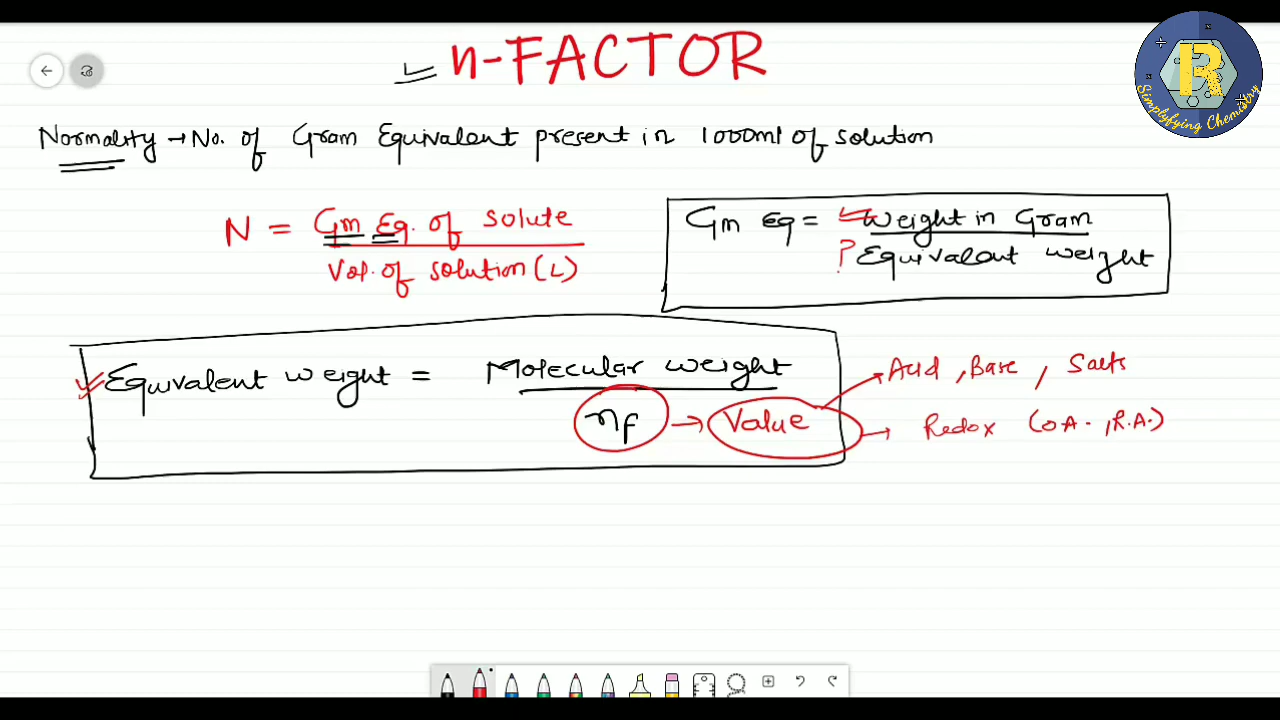 n-FACTOR
R
Simplyfying Chemistry
Normality → No. of Gram Equivalent present in 1000ml of solution
N = Gm Eq. of solute
Vol. of solution (L)
Gm Eq = Weight in Gram
? Equivalent weight
Equivalent weight = Molecular weight
nf → Value
Acid, Base, Salts
Redox (O.A., R.A.)